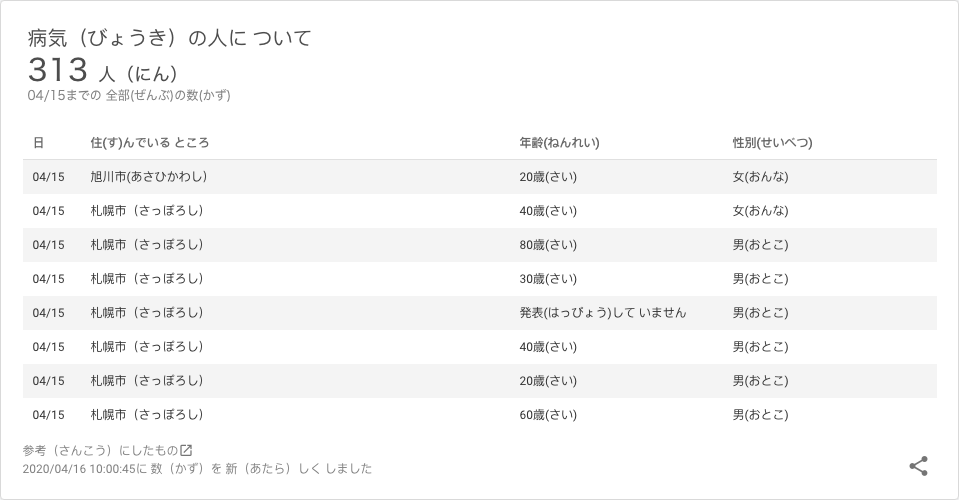 病気（びょうき）の人に ついて
313 人（にん）
04/15までの 全部(ぜんぶ)の数(かず)
日 住(す)んでいる ところ 年齢(ねんれい) 性別(せいべつ)
04/15 旭川市(あさひかわし） 20歳(さい) 女(おんな)
04/15 札幌市（さっぽろし） 40歳(さい) 女(おんな)
04/15 札幌市（さっぽろし） 80歳(さい) 男(おとこ)
04/15 札幌市（さっぽろし） 30歳(さい) 男(おとこ)
04/15 札幌市（さっぽろし） 発表(はっぴょう)して いません 男(おとこ)
04/15 札幌市（さっぽろし） 40歳(さい) 男(おとこ)
04/15 札幌市（さっぽろし） 20歳(さい) 男(おとこ)
04/15 札幌市（さっぽろし） 60歳(さい) 男(おとこ)
参考（さんこう）にしたもの
2020/04/16 10:00:45に 数（かず）を 新（あたら）しく しました